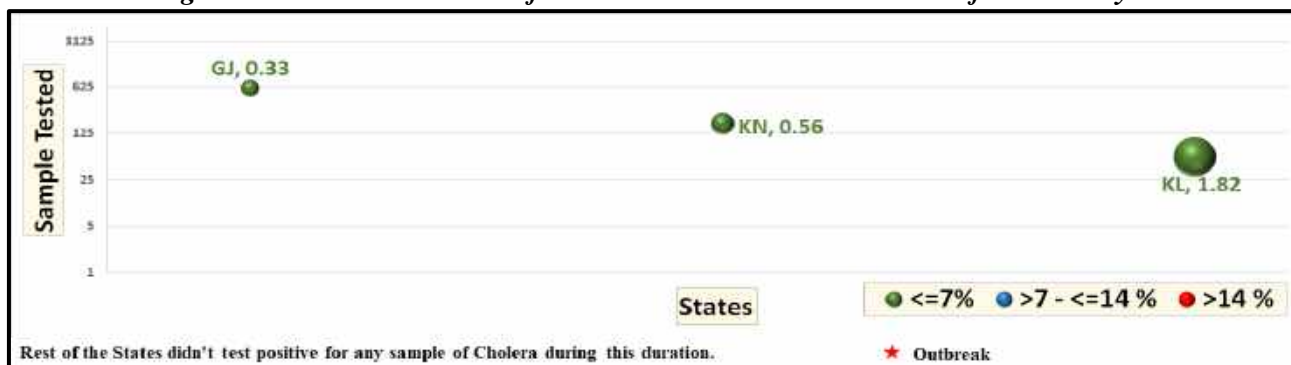 3125
GJ, 0.33
625
Sample Tested
125
KN, 0.56
25
KL, 1.82
5
1
States
<=7% >7 - <=14 % >14 %
Rest of the States didn't test positive for any sample of Cholera during this duration.
Outbreak